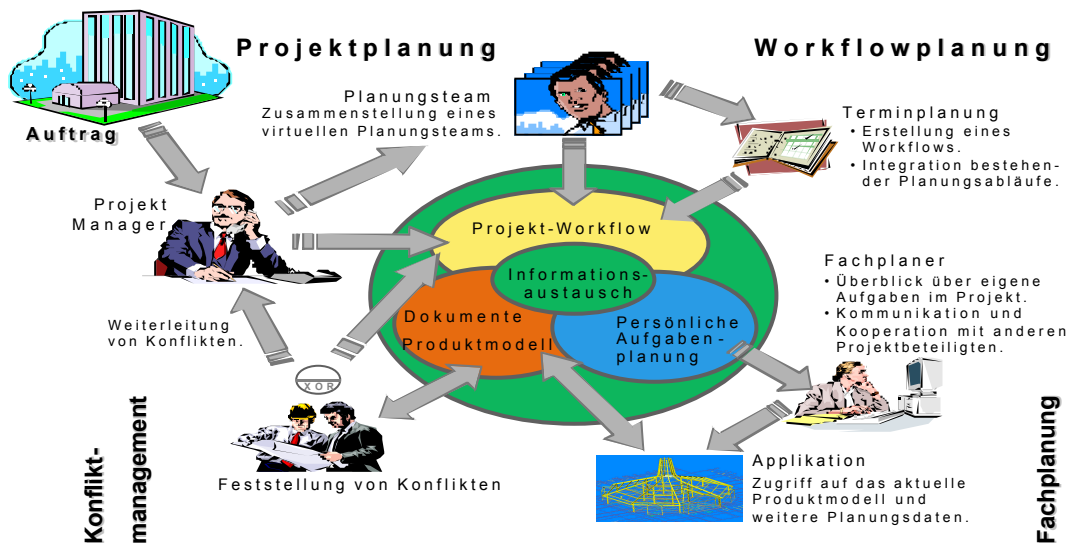 Projektplanung
Workflowplanung
Auftrag
Planungsteam
Zusammenstellung eines
virtuellen Planungsteams.
Terminplanung
• Erstellung eines
Workflows.
• Integration bestehen-
der Planungsabläufe.
Projekt
Manager
Projekt-Workflow
Informations-
austausch
Dokumente
Produktmodell
Persönliche
Aufgaben-
planung
Fachplaner
• Überblick über eigene
Aufgaben im Projekt.
• Kommunikation und
Kooperation mit anderen
Projektbeteiligten.
Weiterleitung
von Konflikten.
XOR
Feststellung von Konflikten
Applikation
Zugriff auf das aktuelle
Produktmodell und
weitere Planungsdaten.
Konflikt-
management
Fachplanung